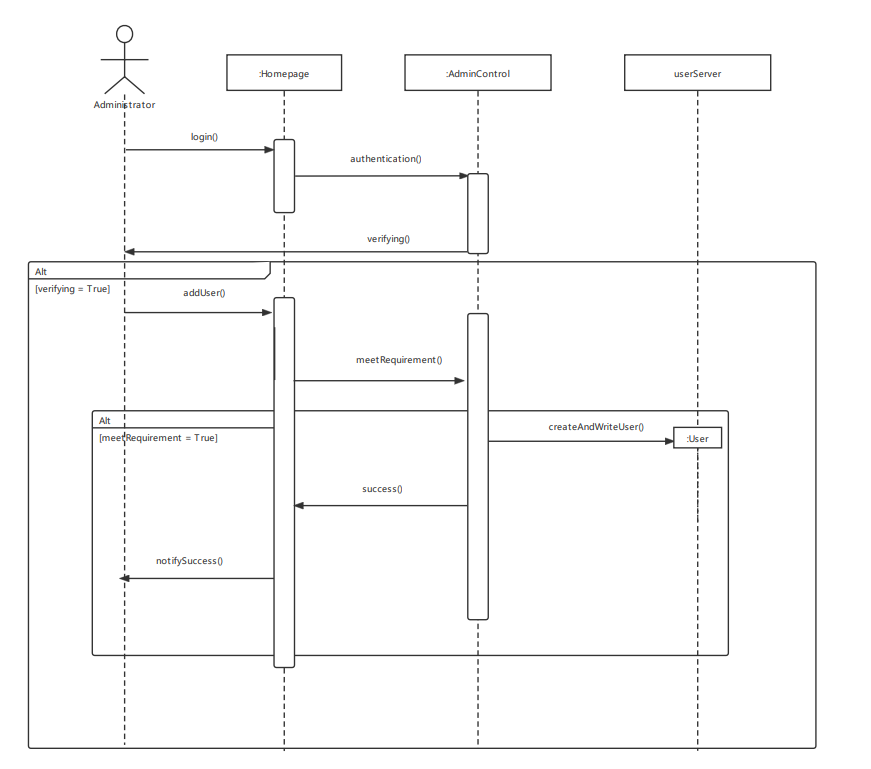 :Homepage
:AdminControl
userServer
Administrator
login()
authentication()
verifying()
Alt
[verifying = True]
addUser()
meetRequirement()
Alt
createAndWriteUser()
[meetRequirement = True]
:User
success()
notifySuccess()